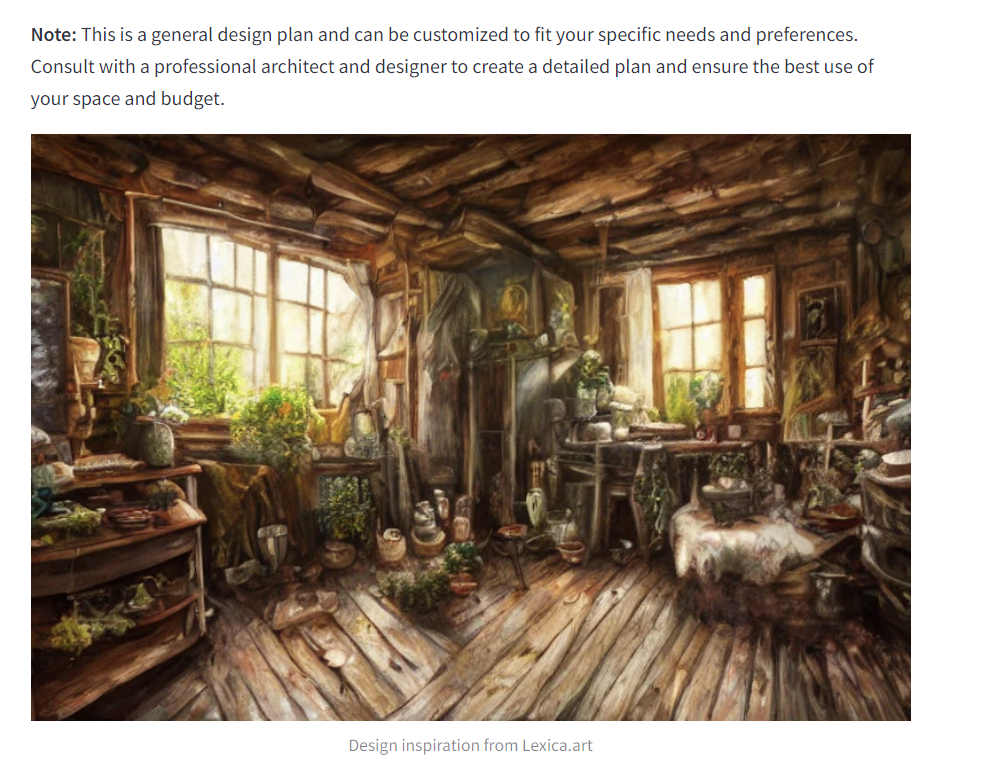 Note: This is a general design plan and can be customized to fit your specific needs and preferences.
Consult with a professional architect and designer to create a detailed plan and ensure the best use of
your space and budget.
Design inspiration from Lexica.art